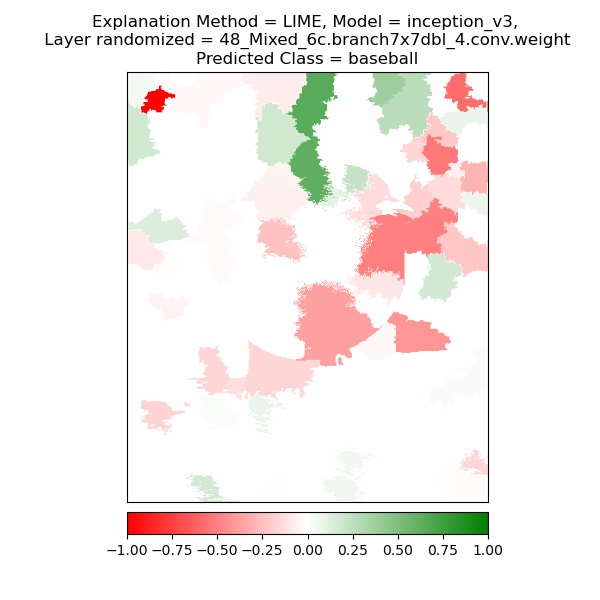 Explanation Method = LIME, Model = inception_v3,
Layer randomized = 48_Mixed_6c.branch7x7dbl_4.conv.weight
Predicted Class = baseball
−1.00 −0.75 −0.50 −0.25 0.00 0.25 0.50 0.75 1.00